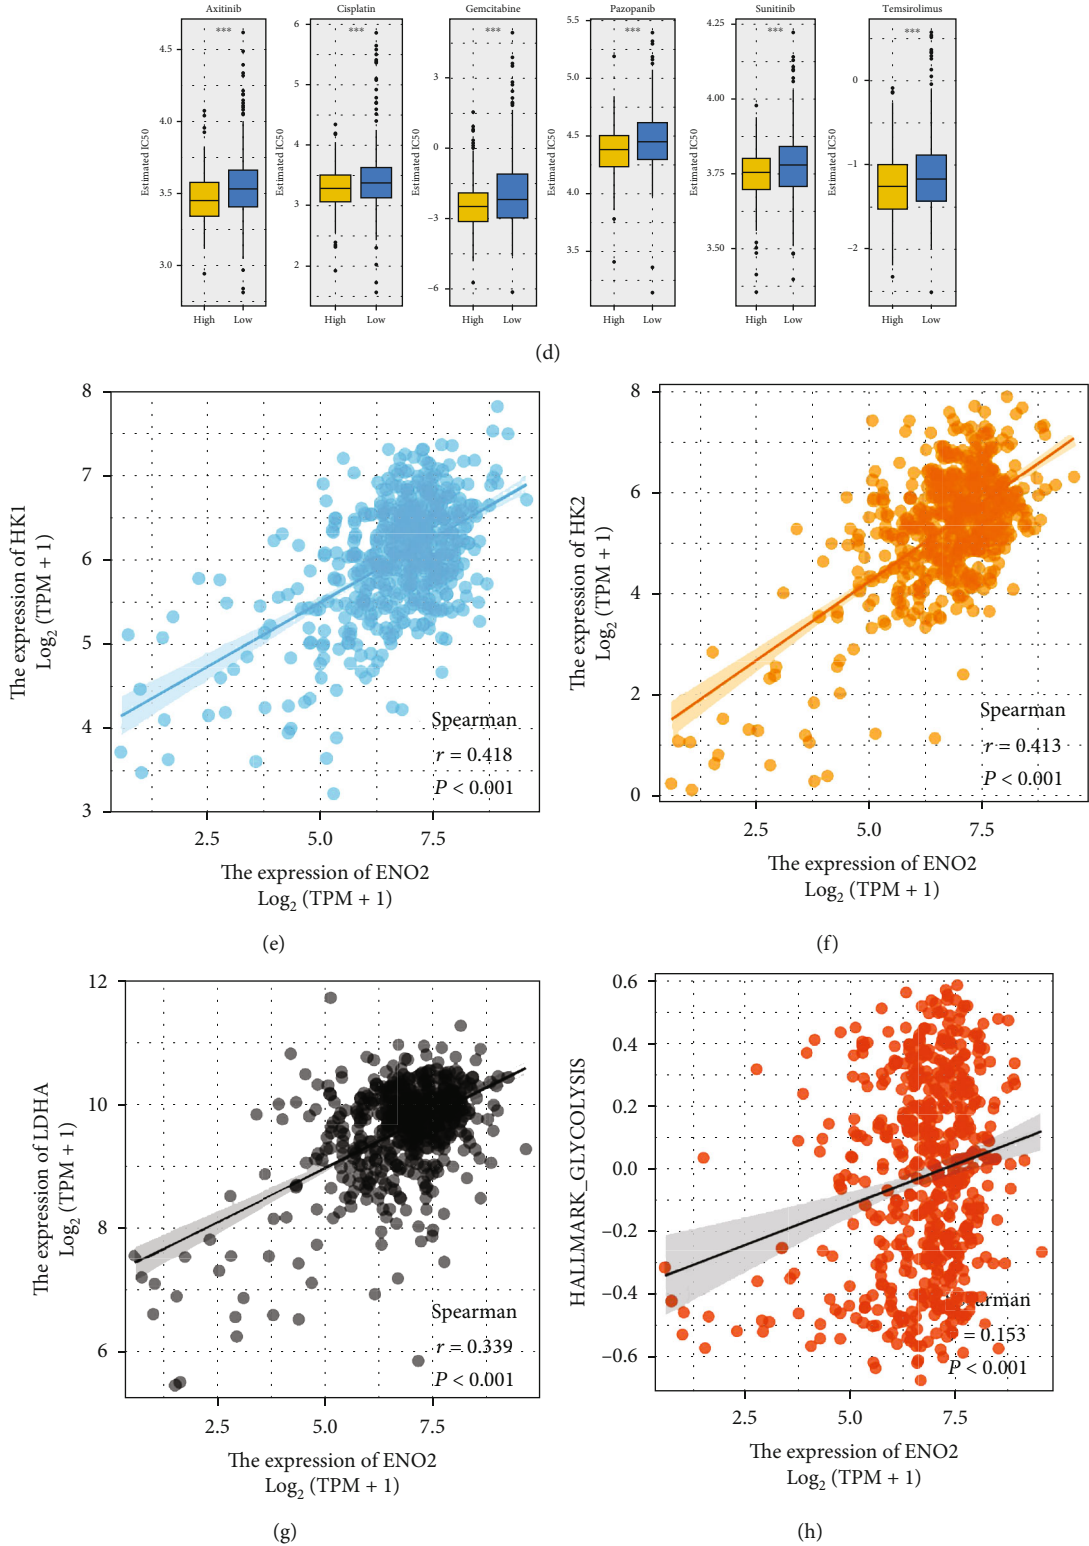 Axitinib
Cisplatin
Gemcitabine
Pazopanib
Sunitinib
Temsirolimus
***
***
***
***
***
***
Estimated IC50
4.5
4.0
3.5
3.0
High Low
Estimated IC50
6
5
4
3
2
High Low
Estimated IC50
3
0
−3
−6
High Low
Estimated IC50
5.5
5.0
4.5
4.0
3.5
High Low
Estimated IC50
4.25
4.00
3.75
3.50
High Low
Estimated IC50
0
−1
−2
High Low
(d)
The expression of HK1
Log2 (TPM + 1)
8
7
6
5
4
3
Spearman
r = 0.418
P < 0.001
2.5 5.0 7.5
The expression of ENO2
Log2 (TPM + 1)
(e)
The expression of HK2
Log2 (TPM + 1)
8
6
4
2
0
Spearman
r = 0.413
P < 0.001
2.5 5.0 7.5
The expression of ENO2
Log2 (TPM + 1)
(f)
The expression of LDHA
Log2 (TPM + 1)
12
10
8
6
Spearman
r = 0.339
P < 0.001
2.5 5.0 7.5
The expression of ENO2
Log2 (TPM + 1)
(g)
HALLMARK_GLYCOLYSIS
0.6
0.4
0.2
0.0
−0.2
−0.4
−0.6
= 0.153
P < 0.001
2.5 5.0 7.5
The expression of ENO2
Log2 (TPM + 1)
(h)